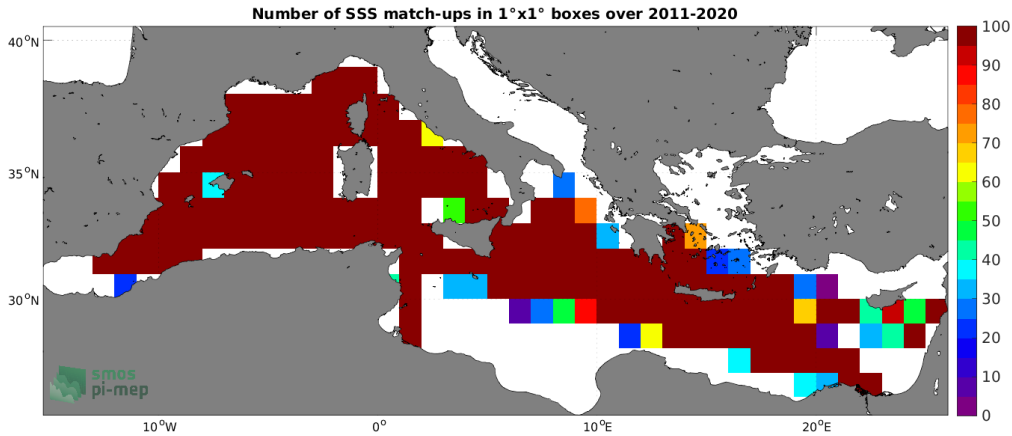 Number of SSS match-ups in 1°x1° boxes over 2011-2020
40°N
35°N
30°N
10°W
0°
10°E
20°E
100
90
80
70
60
50
40
30
20
10
0
smos
pi-mep